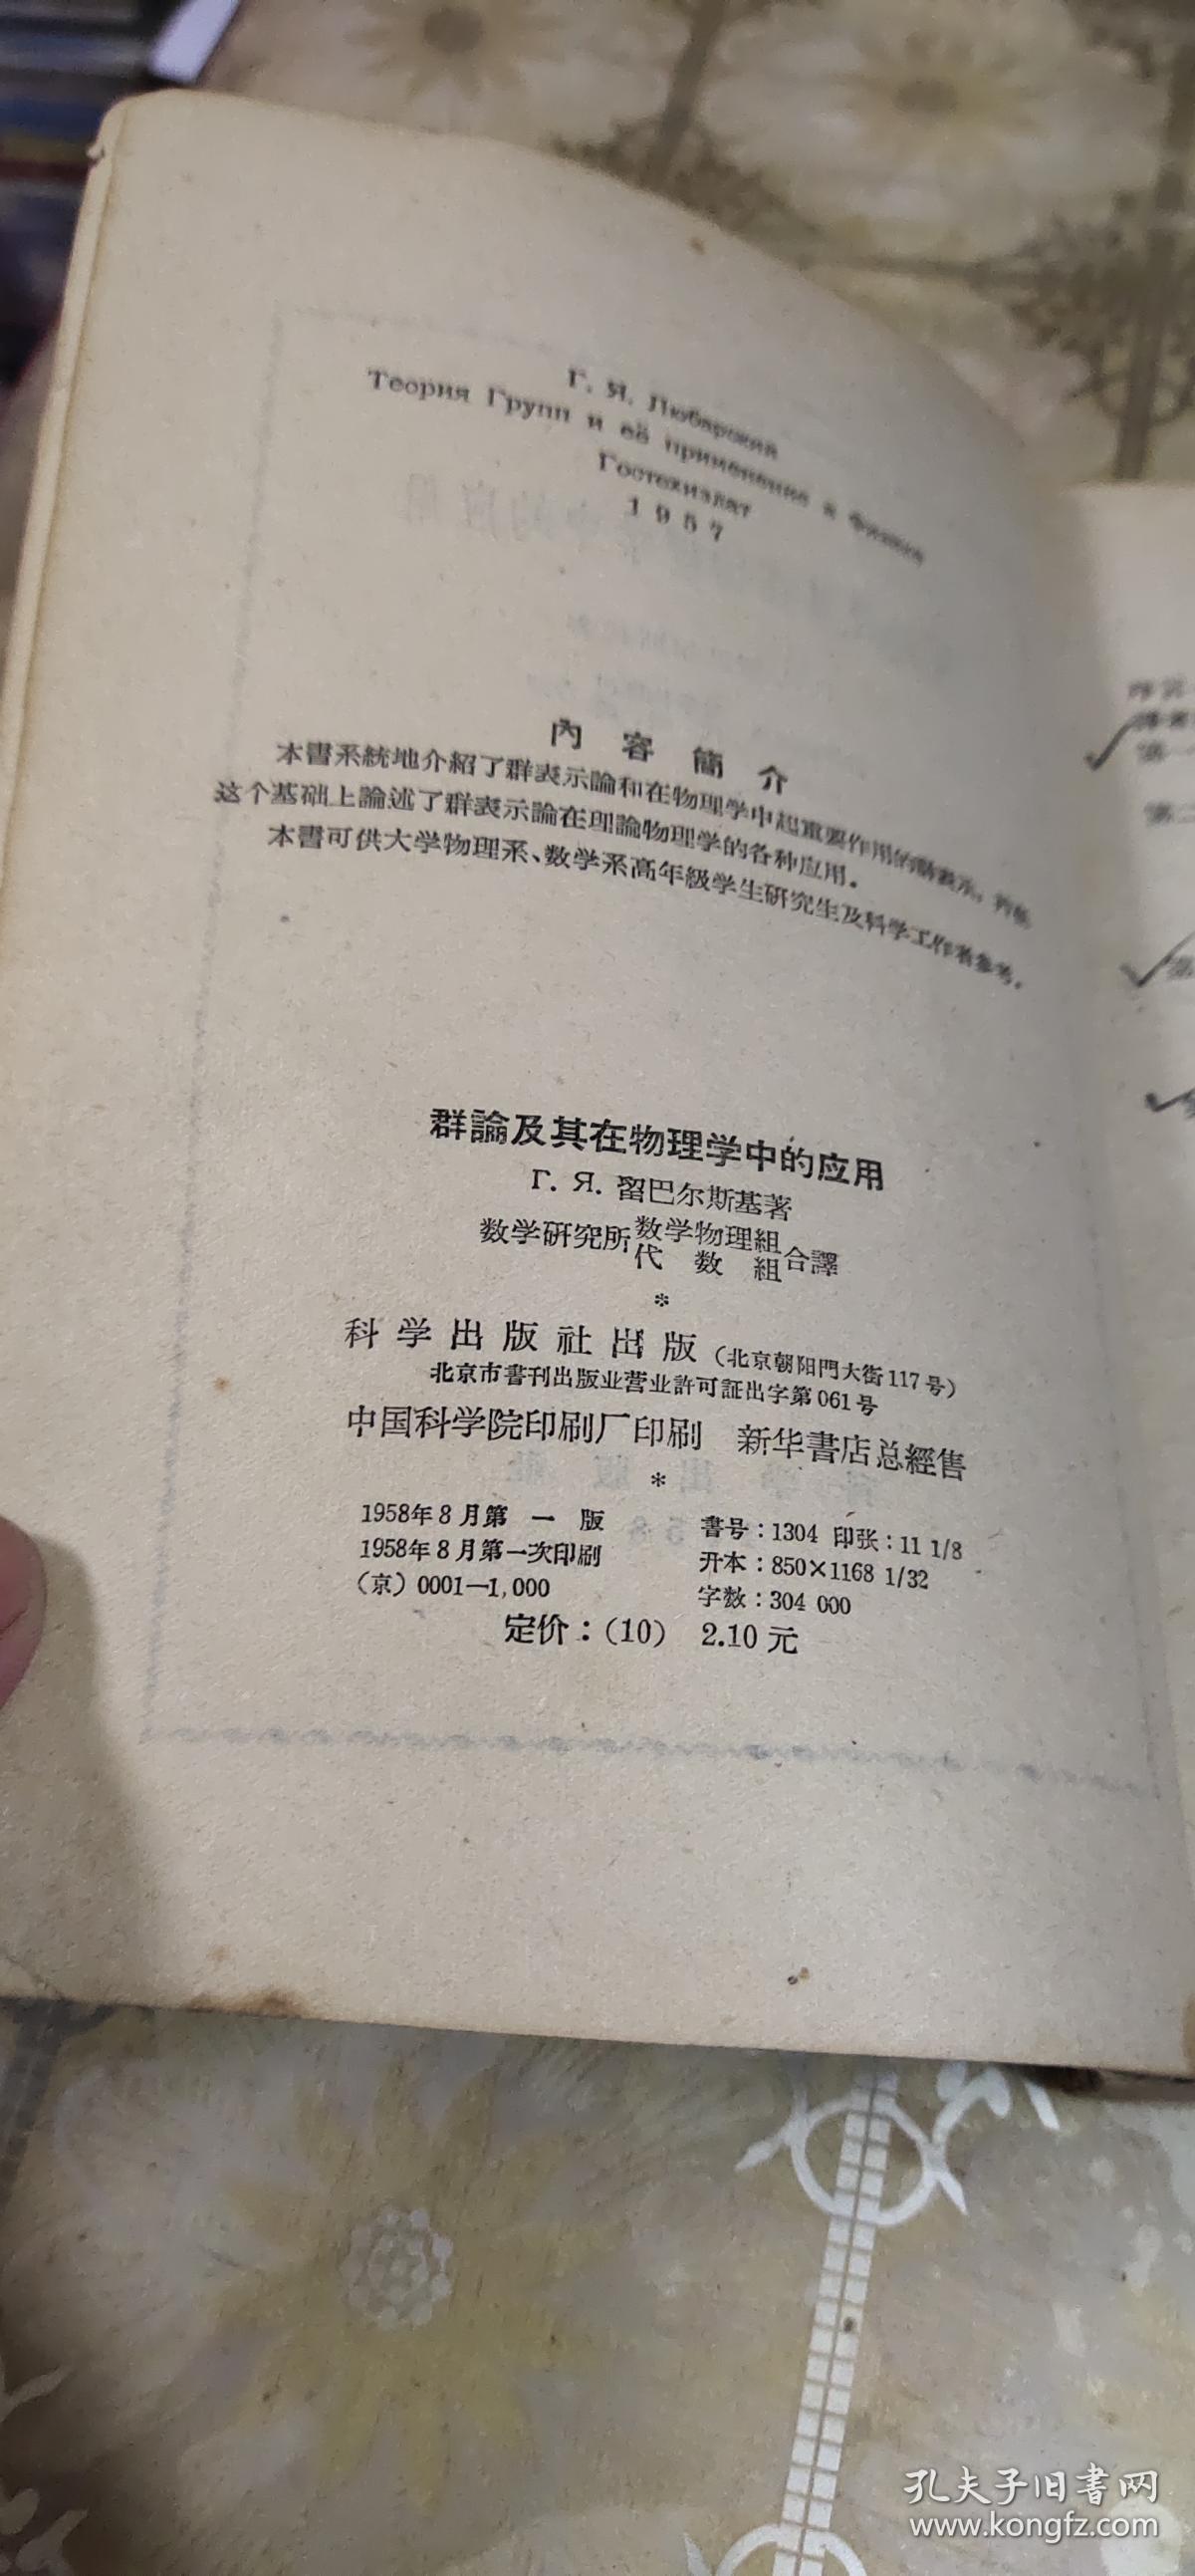 Г. Я. Любарский
Теория Групп и её применение к Физике
Гостехиздат
1957
內容簡介
本書系統地介紹了群表示論和在物理学中起重要作用的群表示,
这个基础上論述了群表示論在理論物理学的各种应用。
本書可供大学物理系、数学系高年級学生研究生及科学工作者参考。
群論及其在物理学中的应用
Г. Я. 留巴尔斯基著
数学研究所数学物理組
代数組合譯
*
科学出版社出版(北京朝阳門大街117号)
北京市書刊出版业营业許可証出字第061号
中国科学院印刷厂印刷 新华書店总經售
*
1958年8月第一版 書号:1304 印张:11 1/8
1958年8月第一次印刷 开本:850×1168 1/32
(京)0001—1,000 字数:304 000
定价:(10) 2.10元
第一
第二
孔夫子旧書网
www.kongfz.com